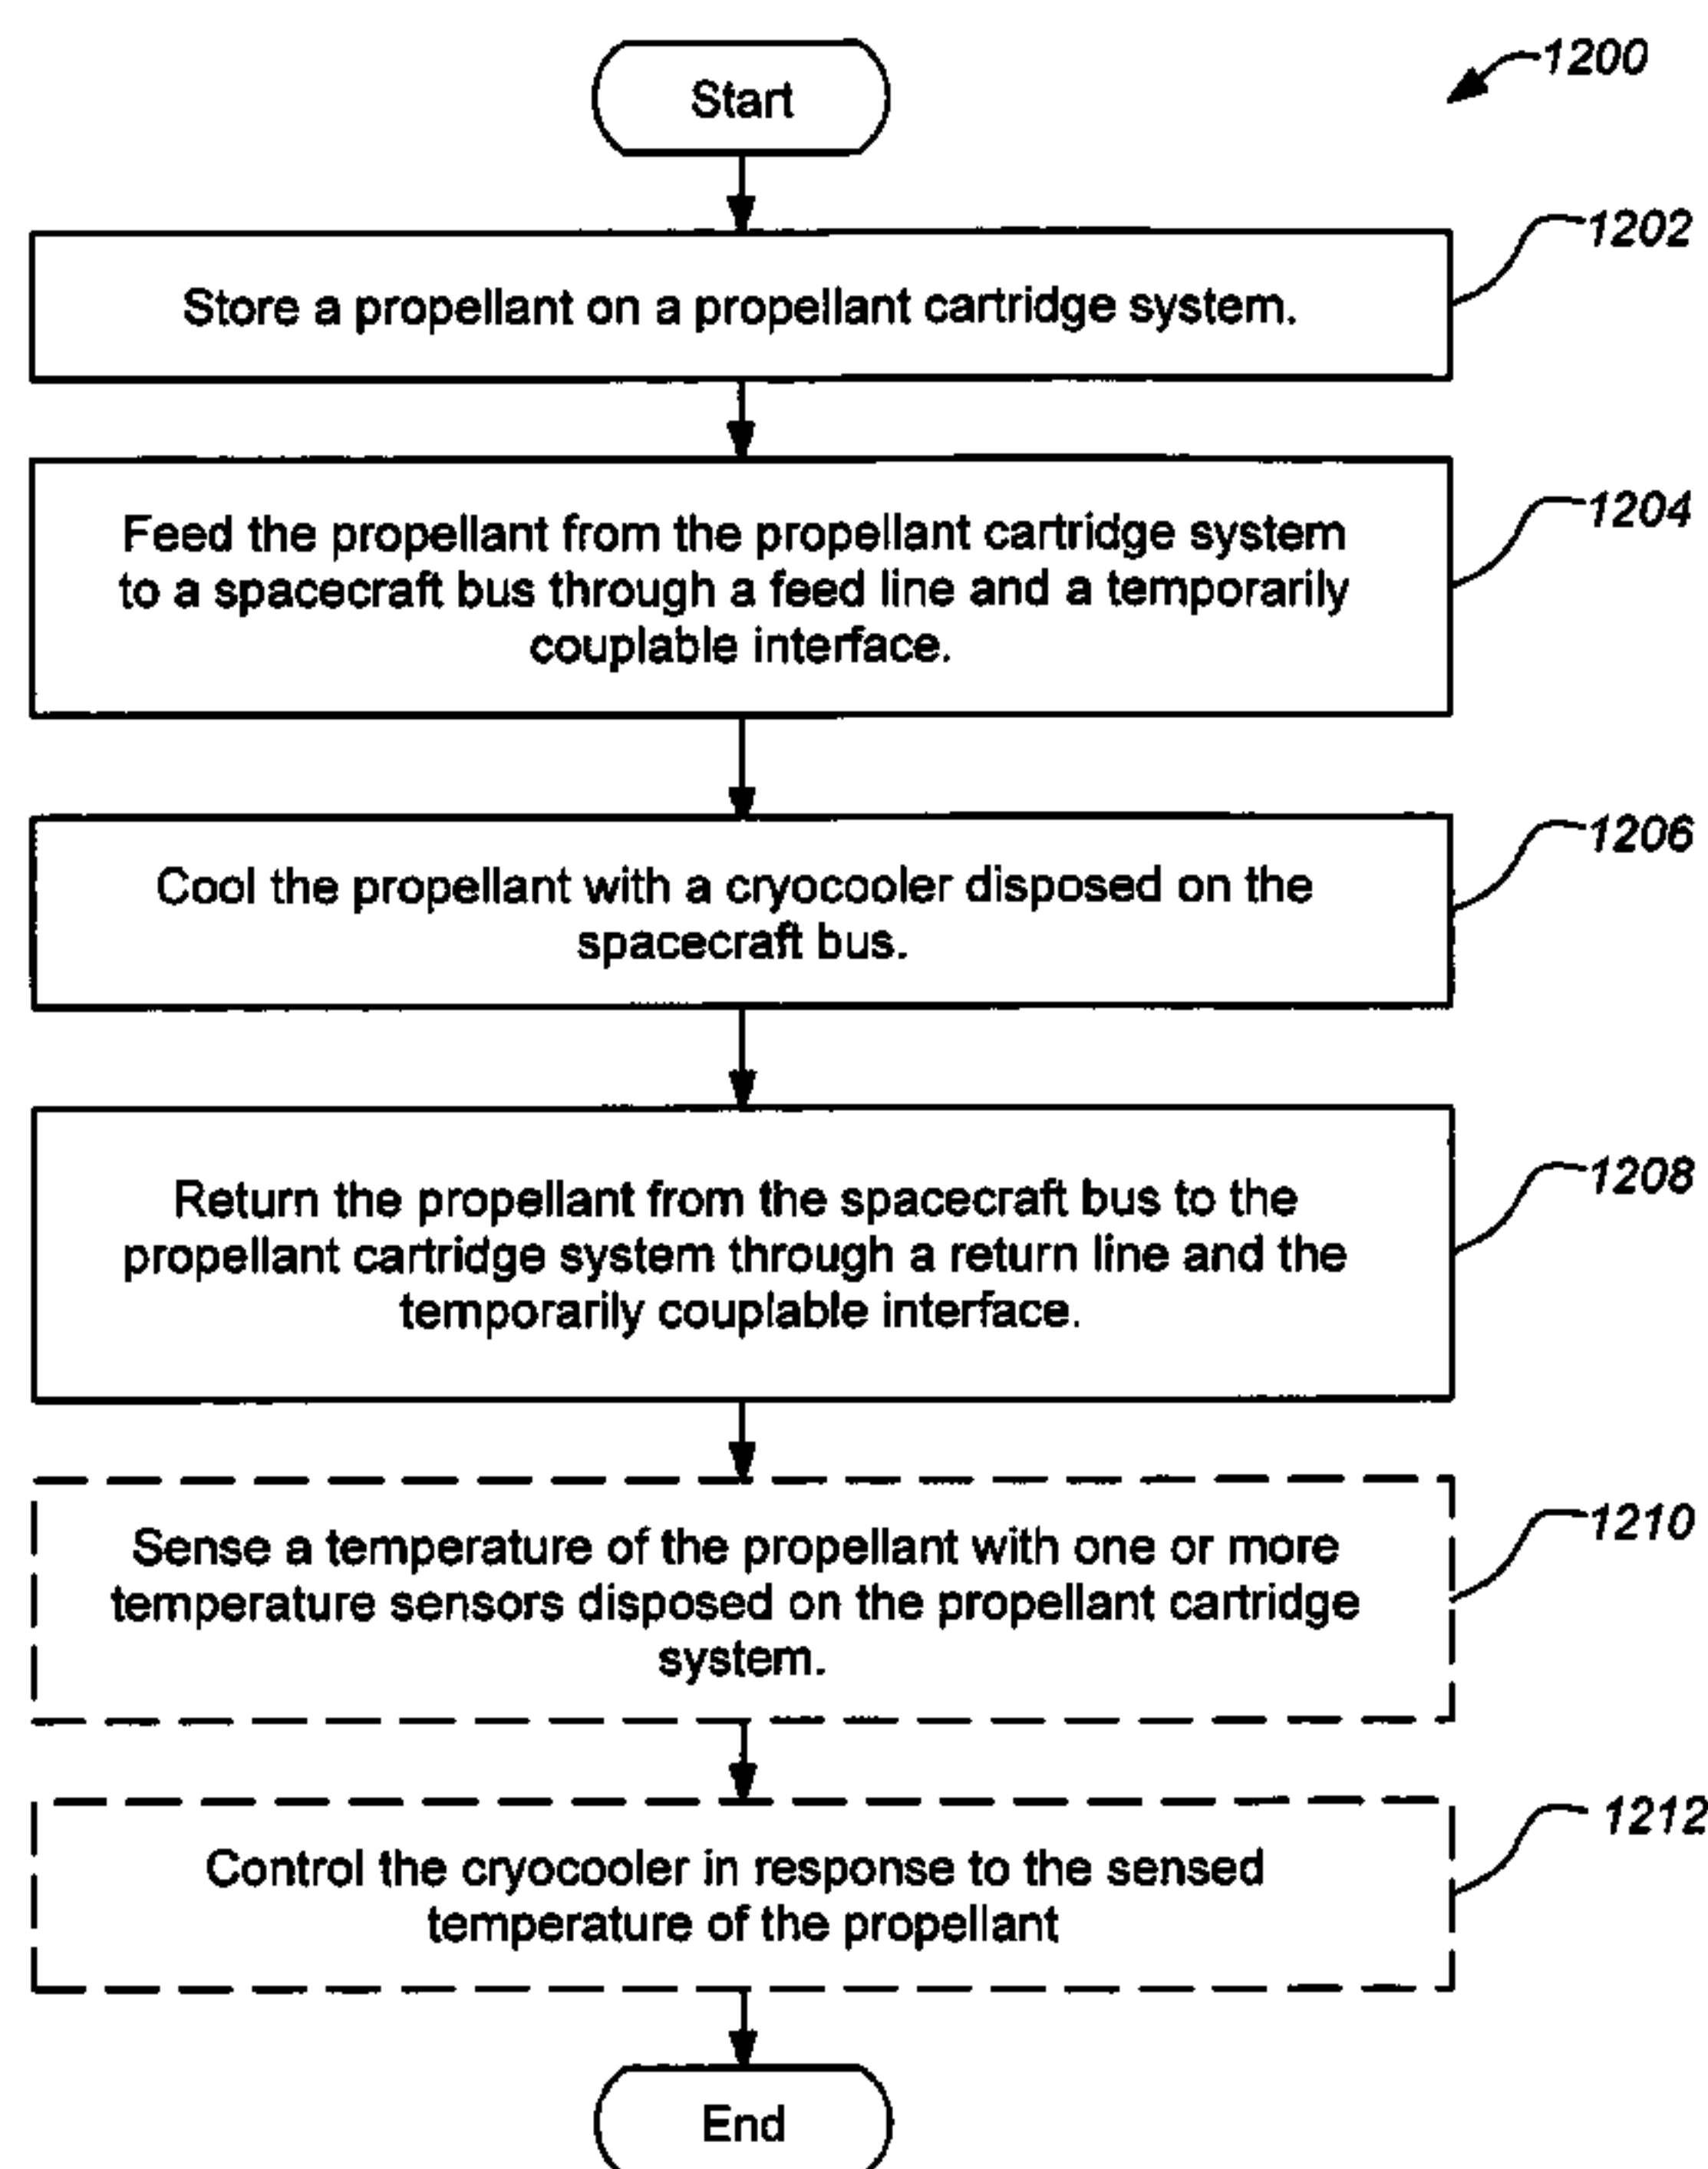 Start
1200
1202
Store a propellant on a propellant cartridge system.
1204
Feed the propellant from the propellant cartridge system
to a spacecraft bus through a feed line and a temporarily
couplable interface.
1206
Cool the propellant with a cryocooler disposed on the
spacecraft bus.
1208
Return the propellant from the spacecraft bus to the
propellant cartridge system through a return line and the
temporarily couplable interface.
1210
Sense a temperature of the propellant with one or more
temperature sensors disposed on the propellant cartridge
system.
1212
Control the cryocooler in response to the sensed
temperature of the propellant
End